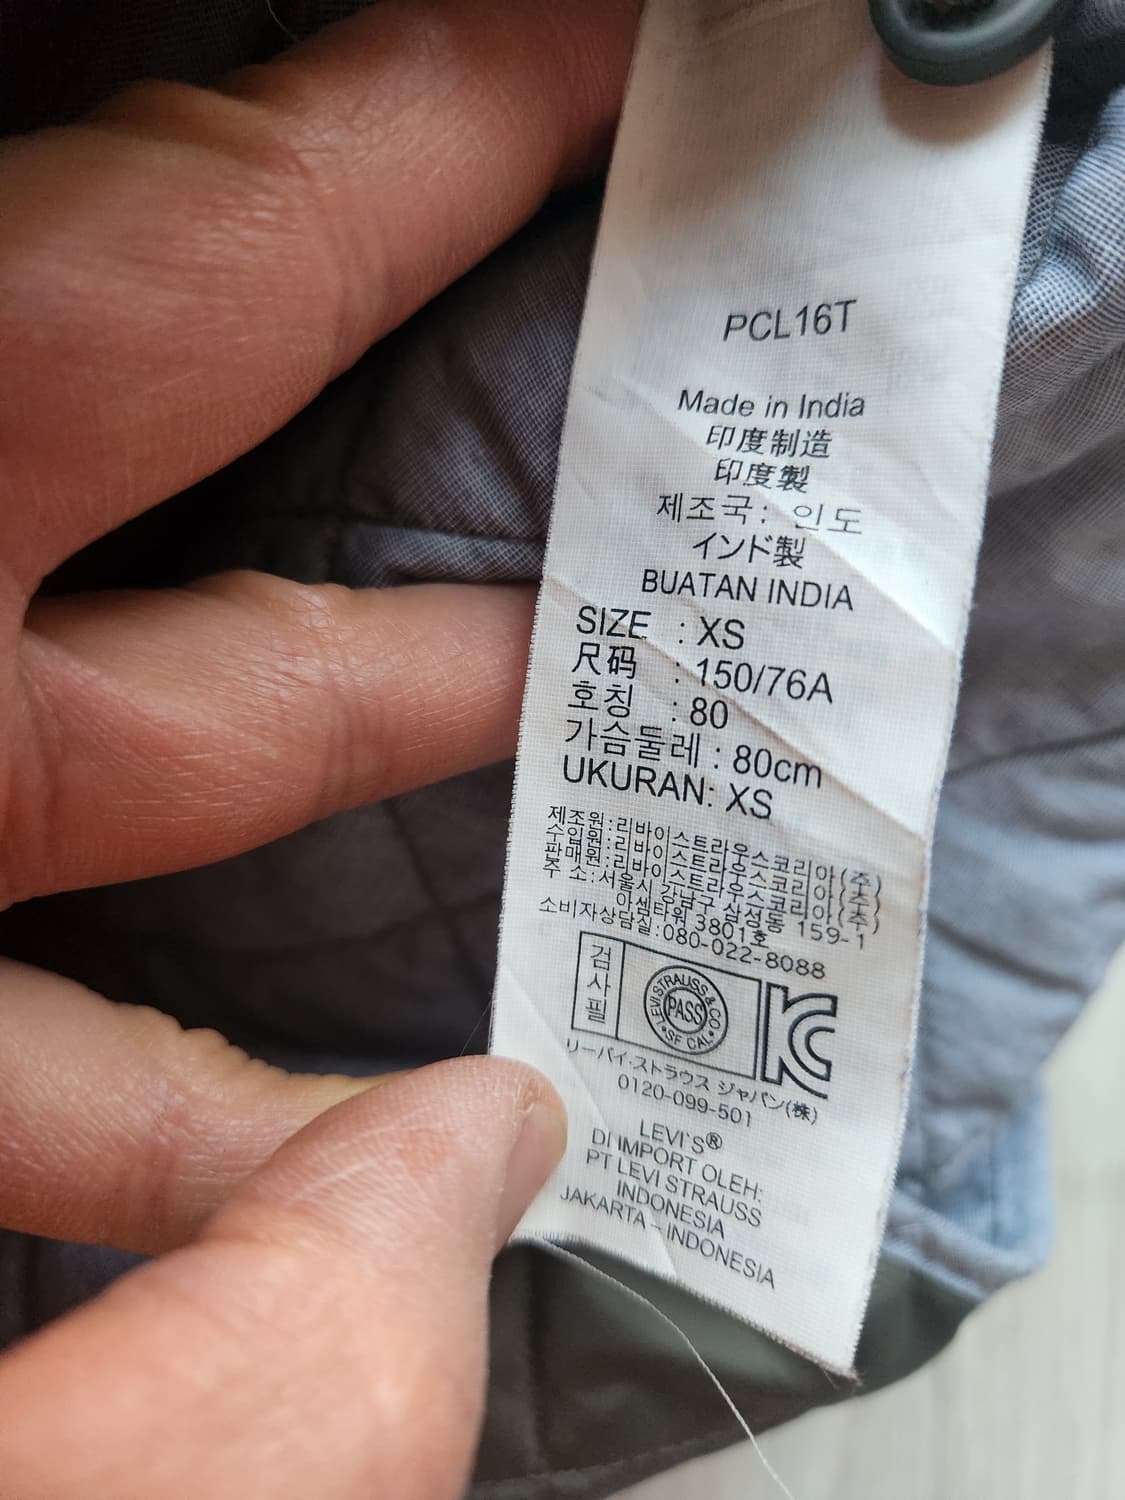 PCL16T
Made in India
印度制造
印度製
제조국: 인도
インド製
BUATAN INDIA
SIZE : XS
尺码 : 150/76A
호칭 : 80
가슴둘레 : 80cm
UKURAN: XS
제조원:리바이스트라우스코리아(주)
수입원:리바이스트라우스코리아(주)
판매원:리바이스트라우스코리아(주)
주 소:서울시 강남구 삼성동 159-1
아셈타워 3801호
소비자상담실:080-022-8088
검사필
LEVI STRAUSS & CO
PASS
SF CAL
KC
リーバイ·ストラウス ジャパン(株)
0120-099-501
LEVI'S®
DI IMPORT OLEH:
PT LEVI STRAUSS
INDONESIA
JAKARTA – INDONESIA